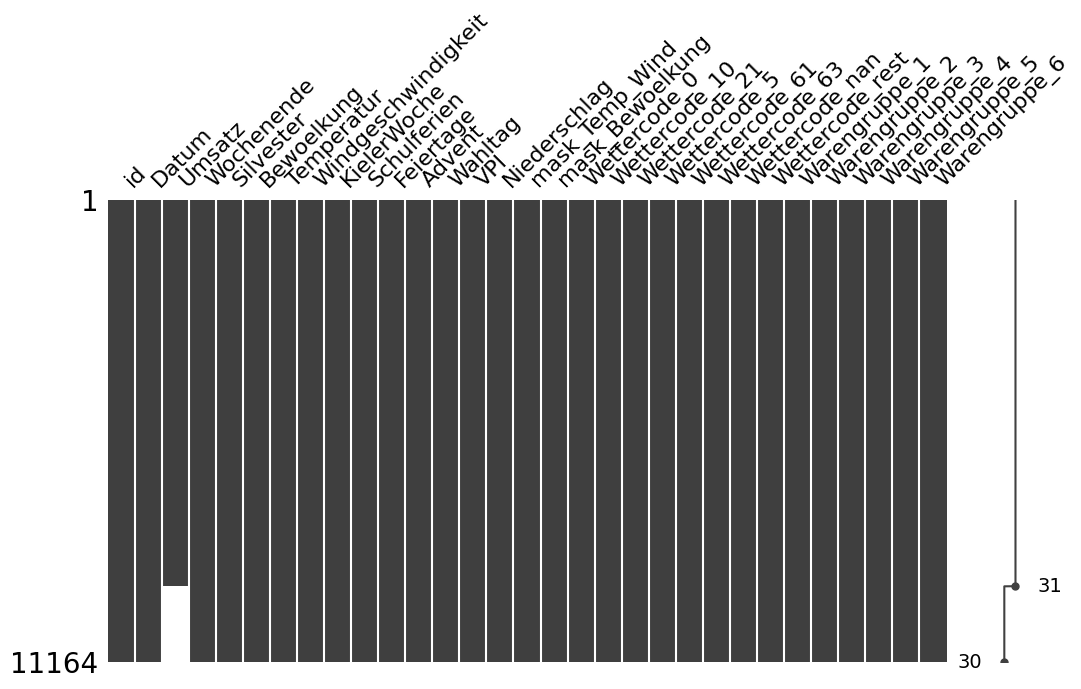 id
Datum
Umsatz
Wochenende
Silvester
Bewoelkung
Temperatur
Windgeschwindigkeit
KielerWoche
Schulferien
Feiertage
Advent
Wahltag
VPI
Niederschlag
mask_Temp_Wind
mask_Bewoelkung
Wettercode_0
Wettercode_10
Wettercode_21
Wettercode_5
Wettercode_61
Wettercode_63
Wettercode_nan
Wettercode_rest
Warengruppe_1
Warengruppe_2
Warengruppe_3
Warengruppe_4
Warengruppe_5
Warengruppe_6
1
31
11164
30